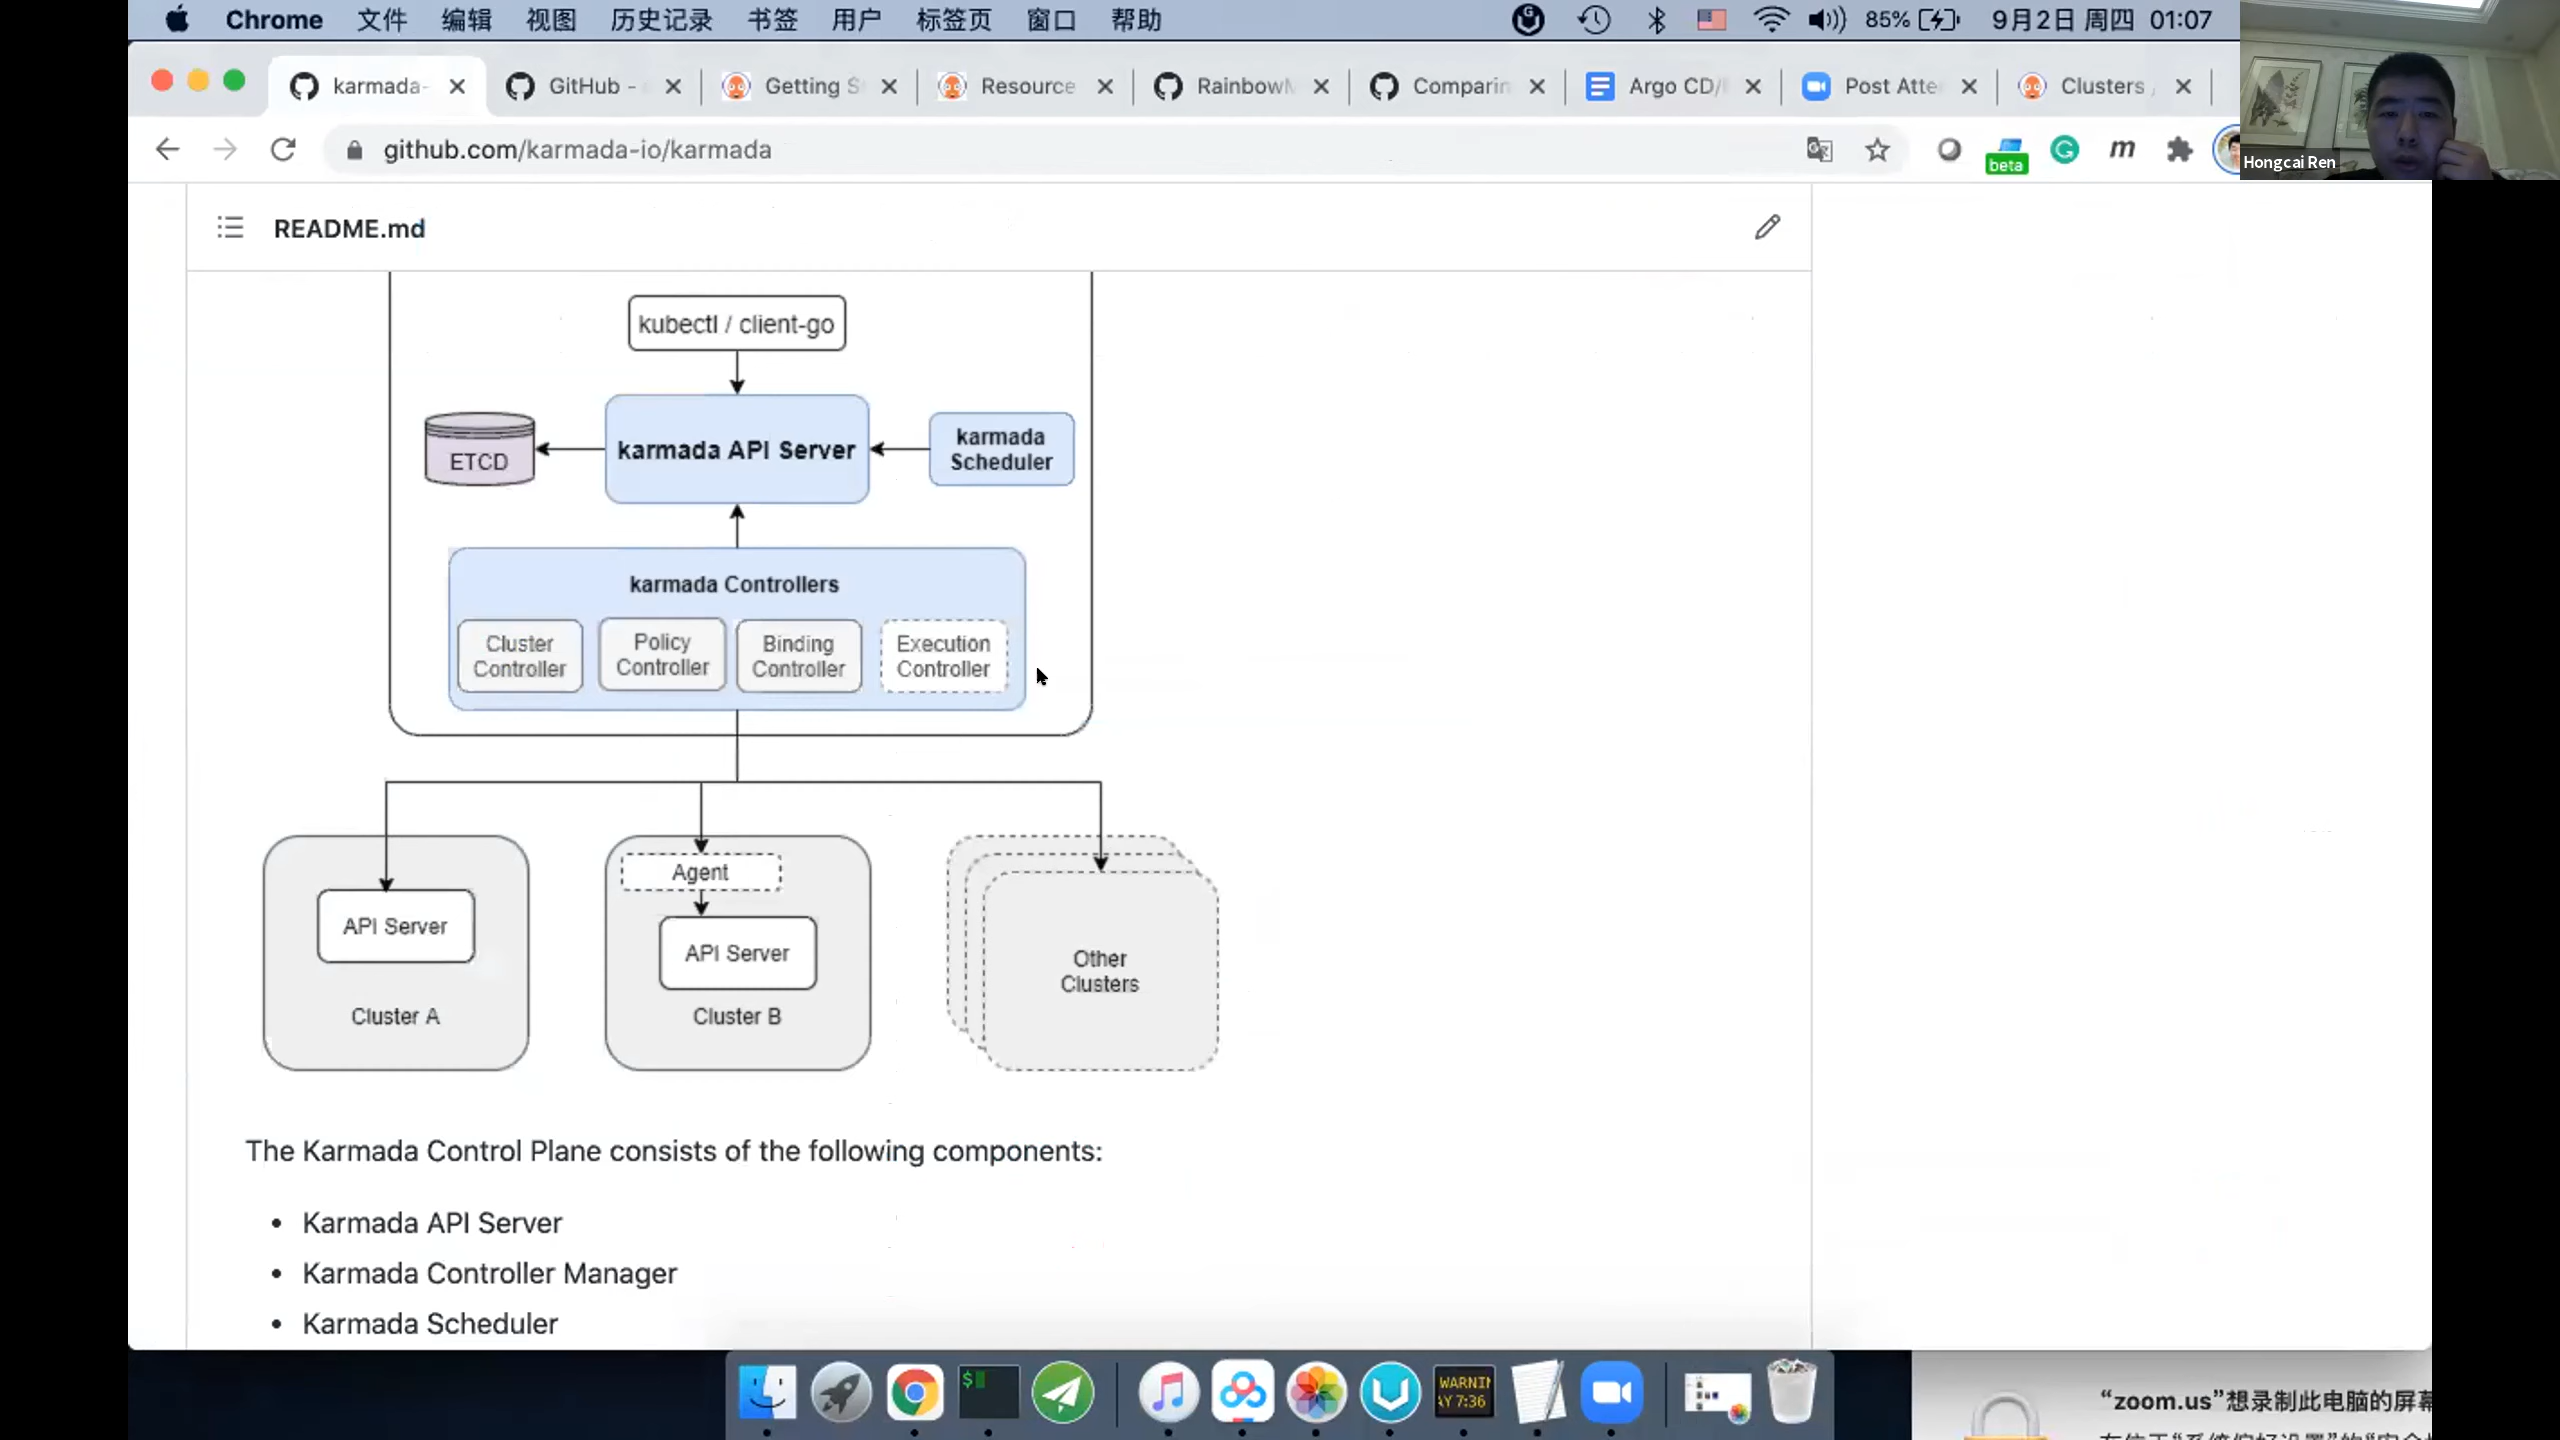 Chrome 文件 编辑 视图 历史记录 书签 用户 标签页 窗口 帮助 85% 9月2日 周四 01:07
karmada- GitHub - Getting S Resource RainbowM Comparin Argo CD/ Post Atte Clusters
github.com/karmada-io/karmada
beta
m
Hongcai Ren
README.md
kubectl / client-go
ETCD
karmada API Server
karmada
Scheduler
karmada Controllers
Cluster
Controller
Policy
Controller
Binding
Controller
Execution
Controller
API Server
Cluster A
Agent
API Server
Cluster B
Other
Clusters
The Karmada Control Plane consists of the following components:
• Karmada API Server
• Karmada Controller Manager
• Karmada Scheduler
$
WARNIN
AY 7:36
“zoom.us”想录制此电脑的屏幕